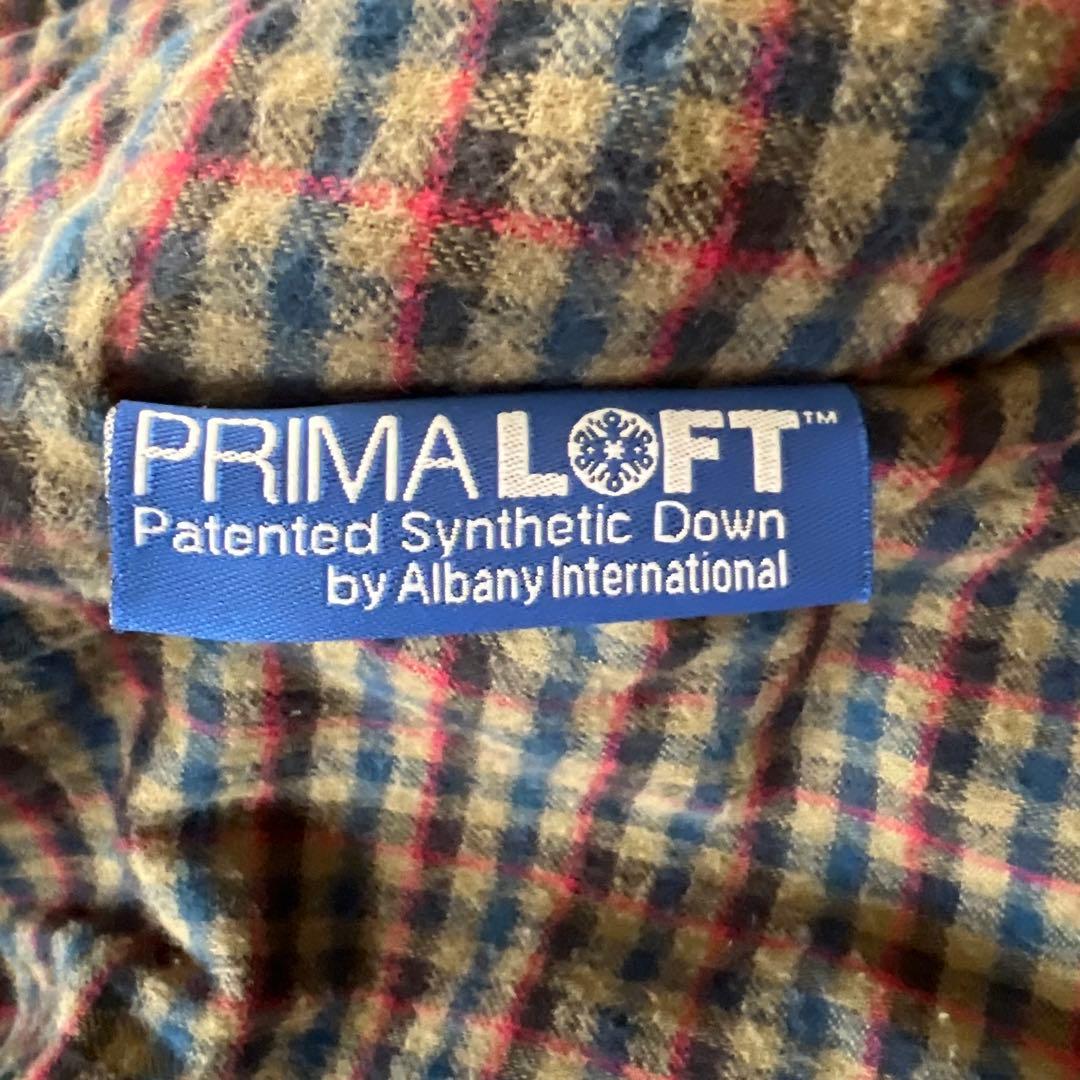 PRIMALOFT™
Patented Synthetic Down
by Albany International